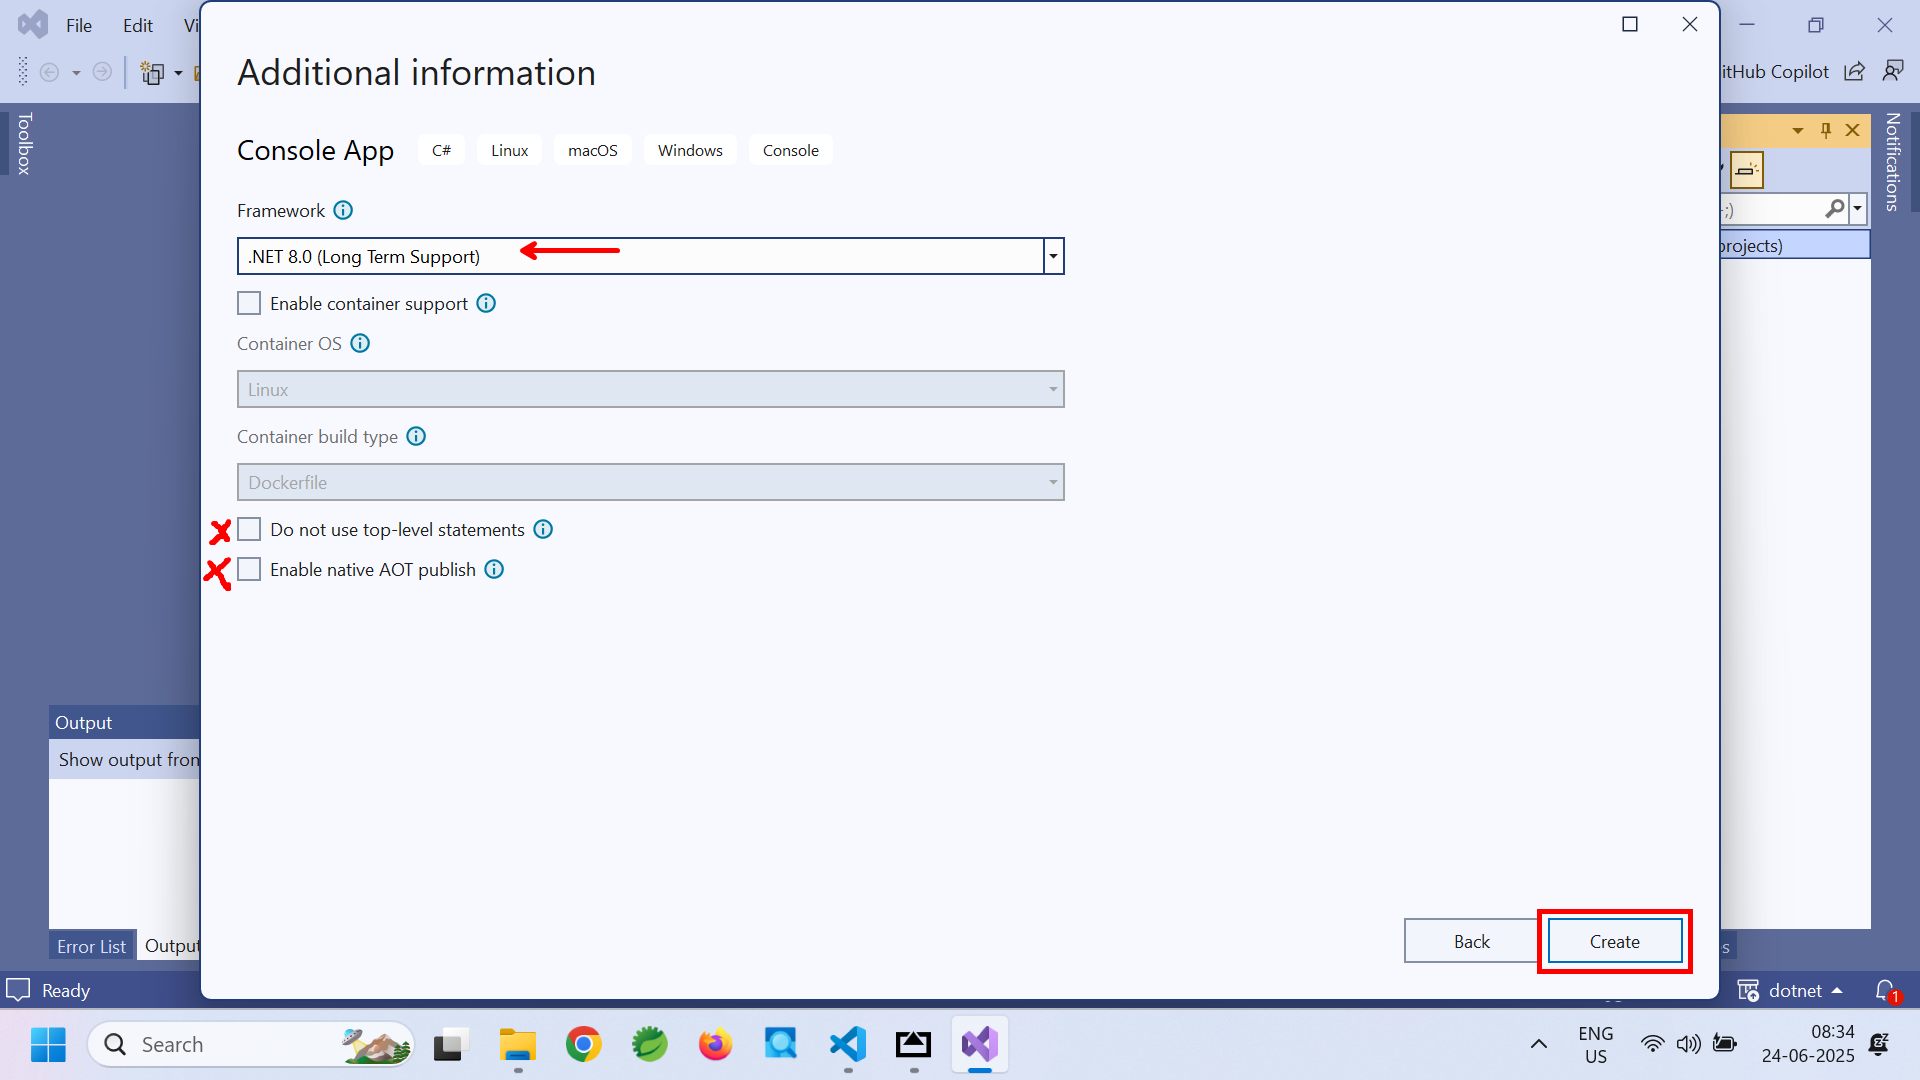 File Edit Vi
itHub Copilot
Additional information
Console App C# Linux macOS Windows Console
Toolbox
Notifications
Framework
;)
.NET 8.0 (Long Term Support)
projects)
Enable container support
Container OS
Linux
Container build type
Dockerfile
Do not use top-level statements
Enable native AOT publish
Output
Show output from
Back Create
Error List Output
s
Ready
dotnet
1
Search
ENG
US
08:34
24-06-2025